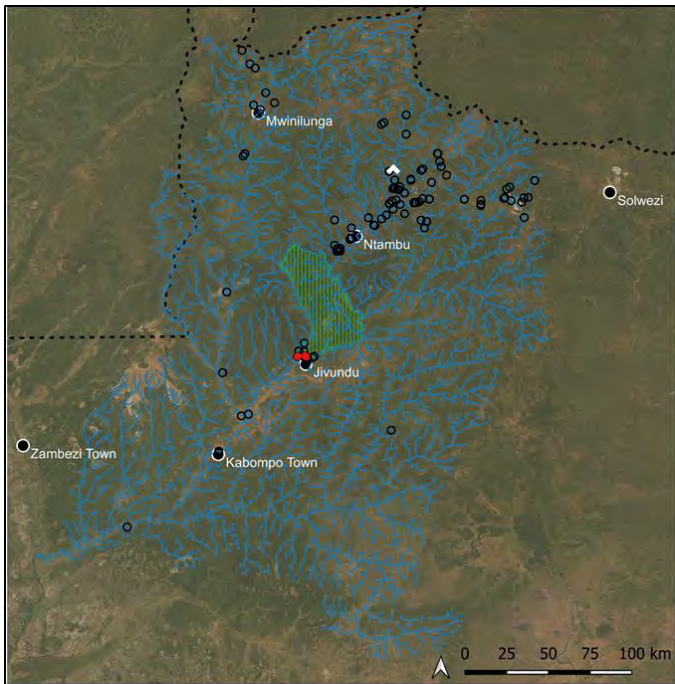 Mwinilunga
Solwezi
Ntambu
Jivundu
Zambezi Town
Kabompo Town
0 25 50 75 100 km